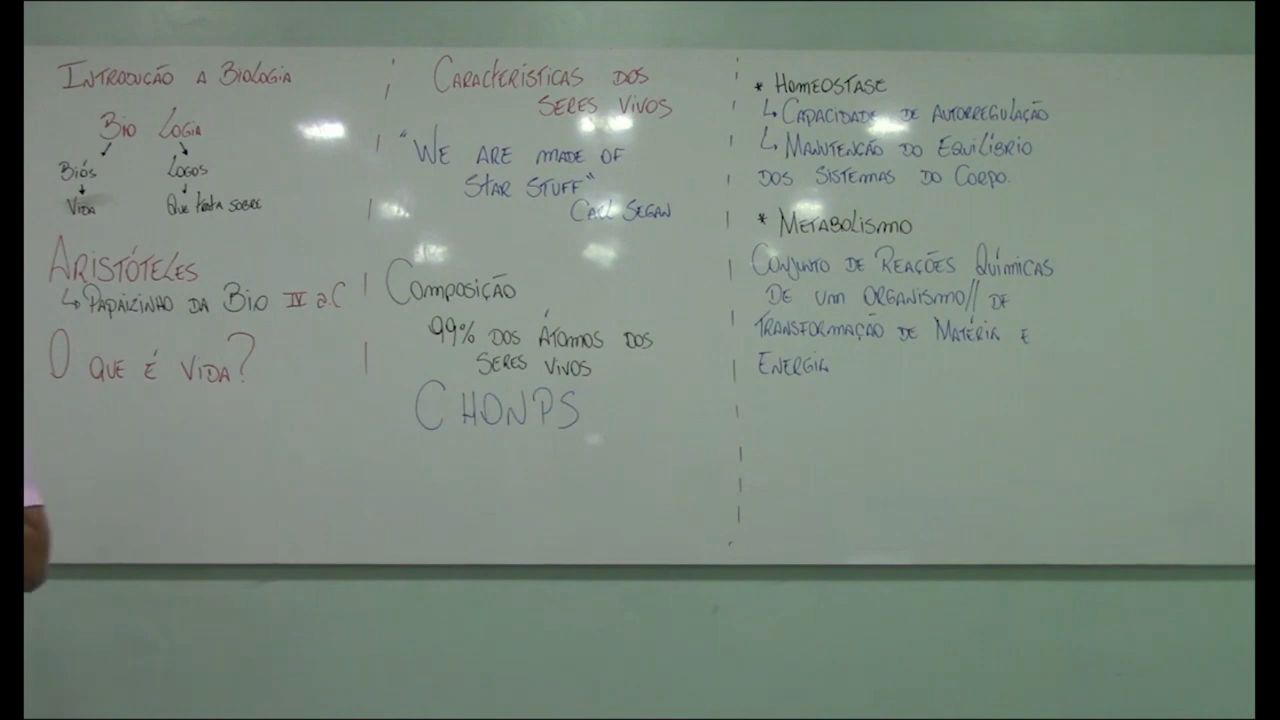 INTRODUÇÃO A BIOLOGIA
BIO LOGIA
BIÓS LOGOS
VIDA QUE TRATA SOBRE
ARISTÓTELES
↳ PAPAIZINHO DA BIO IV a.C
O QUE É VIDA?
CARACTERÍSTICAS DOS
SERES VIVOS
"WE ARE MADE OF
STAR STUFF"
CARL SEGAN
COMPOSIÇÃO
99% DOS ÁTOMOS DOS
SERES VIVOS
CHONPS
* HOMEOSTASE
↳ CAPACIDADE DE AUTORREGULAÇÃO
↳ MANUTENÇÃO DO EQUILÍBRIO
DOS SISTEMAS DO CORPO.
* METABOLISMO
CONJUNTO DE REAÇÕES QUÍMICAS
DE UM ORGANISMO // DE
TRANSFORMAÇÃO DE MATÉRIA E
ENERGIA